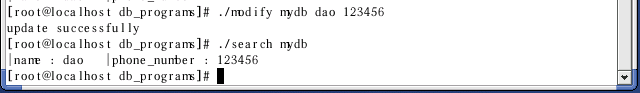 [root@localhost db_programs]# ./modify mydb dao 123456
update successfully
[root@localhost db_programs]# ./search mydb
|name : dao   |phone_number : 123456
[root@localhost db_programs]#